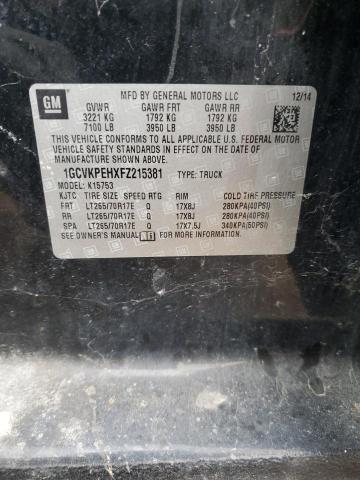 GM
MFD BY GENERAL MOTORS LLC
12/14
GVWR GAWR FRT GAWR RR
3221 KG 1792 KG 1792 KG
7100 LB 3950 LB 3950 LB
THIS VEHICLE CONFORMS TO ALL APPLICABLE U.S. FEDERAL MOTOR
VEHICLE SAFETY STANDARDS IN EFFECT ON THE DATE OF
MANUFACTURE SHOWN ABOVE.
1GCVKPEHXFZ215381 TYPE: TRUCK
MODEL: K15753
KJTC TIRE SIZE SPEED RTG RIM COLD TIRE PRESSURE
FRT LT265/70R17E Q 17X8J 280KPA(40PSI)
RR LT265/70R17E Q 17X8J 280KPA(40PSI)
SPA LT265/70R17E Q 17X7.5J 340KPA(50PSI)
SEE OWNER'S MANUAL FOR MORE INFORMATION.